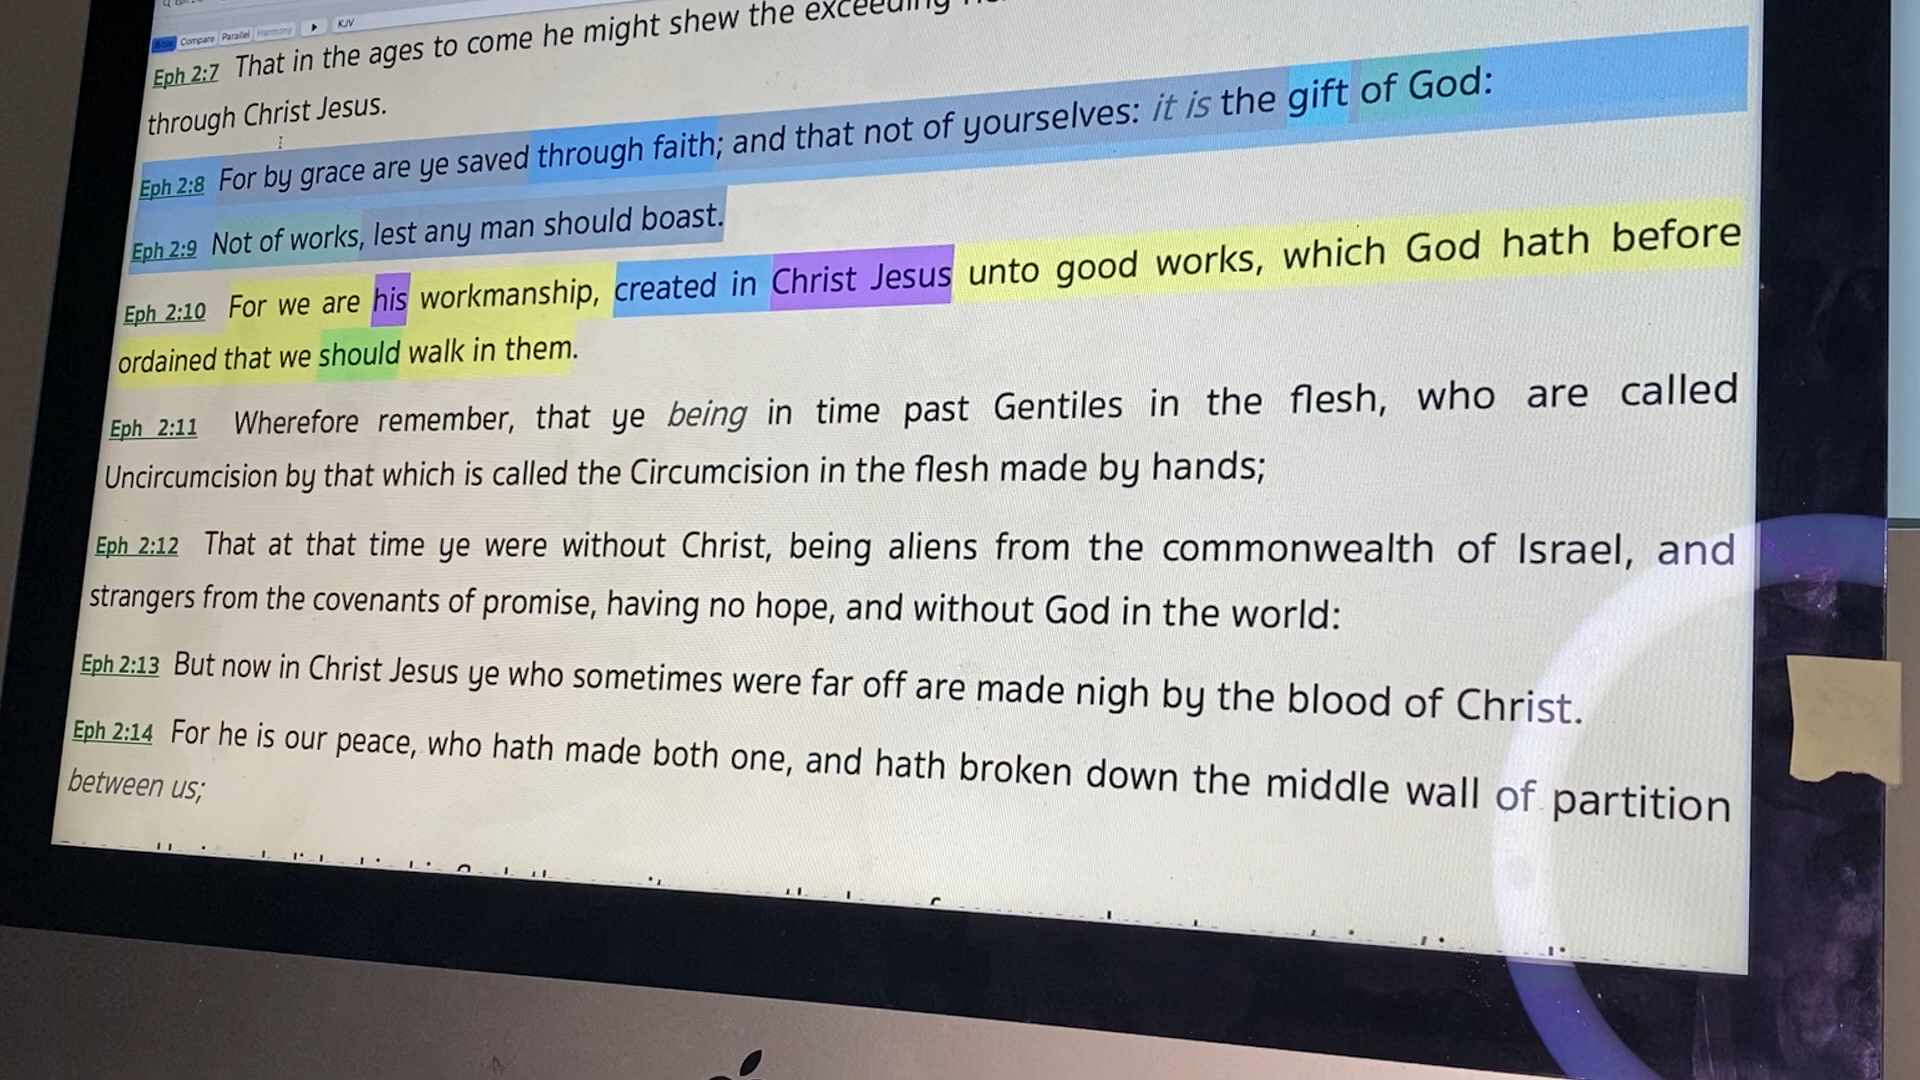 Bible Compare Parallel Harmony KJV
Eph 2:7 That in the ages to come he might shew the exceeding
through Christ Jesus.
Eph 2:8 For by grace are ye saved through faith; and that not of yourselves: it is the gift of God:
Eph 2:9 Not of works, lest any man should boast.
Eph 2:10 For we are his workmanship, created in Christ Jesus unto good works, which God hath before
ordained that we should walk in them.
Eph 2:11 Wherefore remember, that ye being in time past Gentiles in the flesh, who are called
Uncircumcision by that which is called the Circumcision in the flesh made by hands;
Eph 2:12 That at that time ye were without Christ, being aliens from the commonwealth of Israel, and
strangers from the covenants of promise, having no hope, and without God in the world:
Eph 2:13 But now in Christ Jesus ye who sometimes were far off are made nigh by the blood of Christ.
Eph 2:14 For he is our peace, who hath made both one, and hath broken down the middle wall of partition
between us;